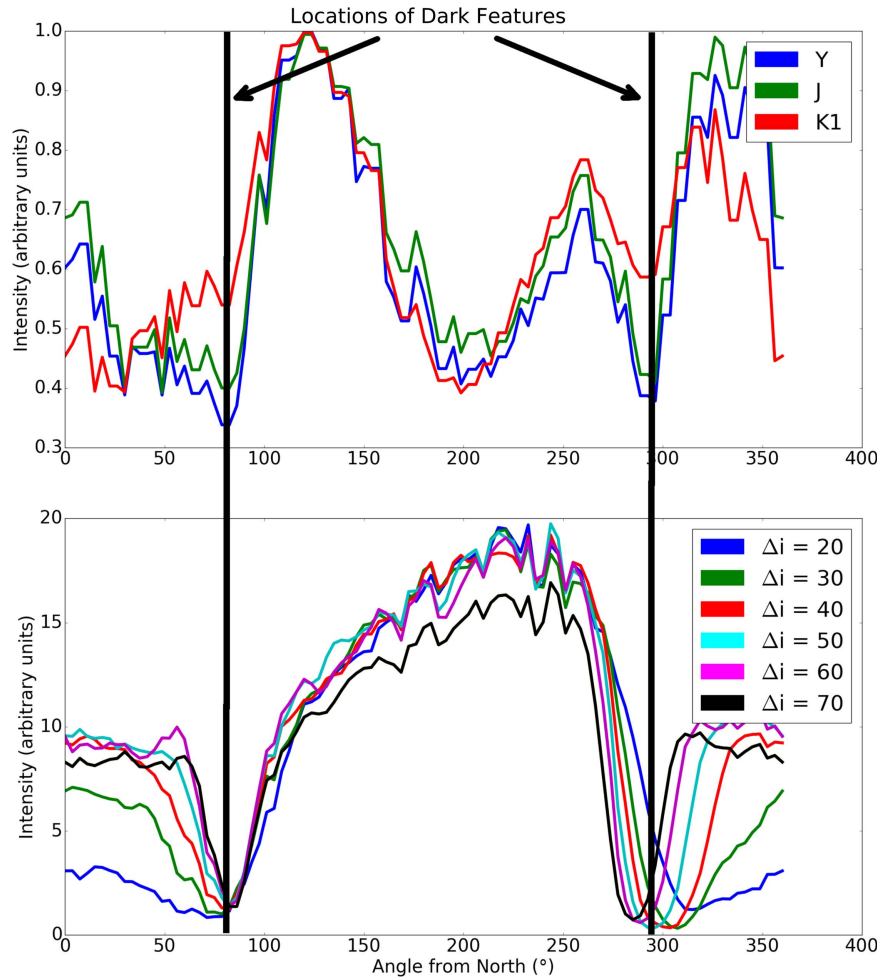 Locations of Dark Features
Intensity (arbitrary units)
1.0
0.9
0.8
0.7
0.6
0.5
0.4
0.3
0 50 100 150 200 250 300 350 400
Y
J
K1
Intensity (arbitrary units)
20
15
10
5
0
0 50 100 150 200 250 300 350 400
Δi = 20
Δi = 30
Δi = 40
Δi = 50
Δi = 60
Δi = 70
Angle from North (°)